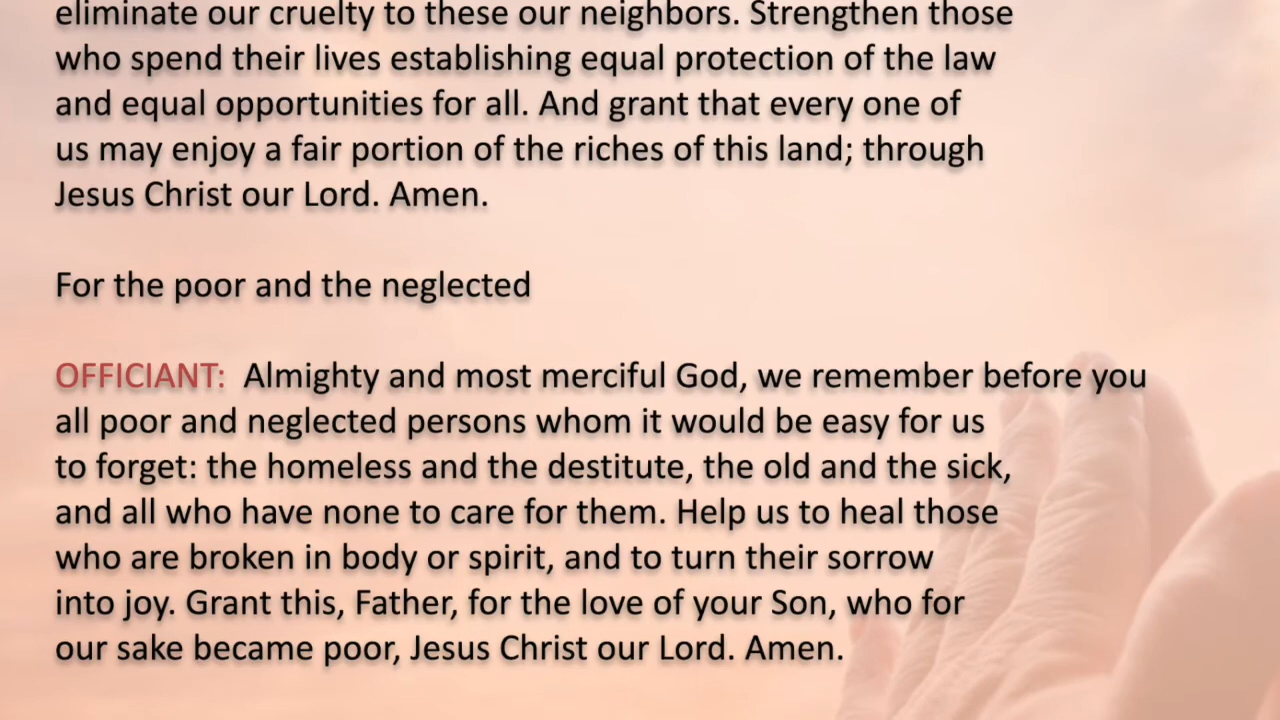 eliminate our cruelty to these our neighbors. Strengthen those
who spend their lives establishing equal protection of the law
and equal opportunities for all. And grant that every one of
us may enjoy a fair portion of the riches of this land; through
Jesus Christ our Lord. Amen.
For the poor and the neglected
OFFICIANT: Almighty and most merciful God, we remember before you
all poor and neglected persons whom it would be easy for us
to forget: the homeless and the destitute, the old and the sick,
and all who have none to care for them. Help us to heal those
who are broken in body or spirit, and to turn their sorrow
into joy. Grant this, Father, for the love of your Son, who for
our sake became poor, Jesus Christ our Lord. Amen.